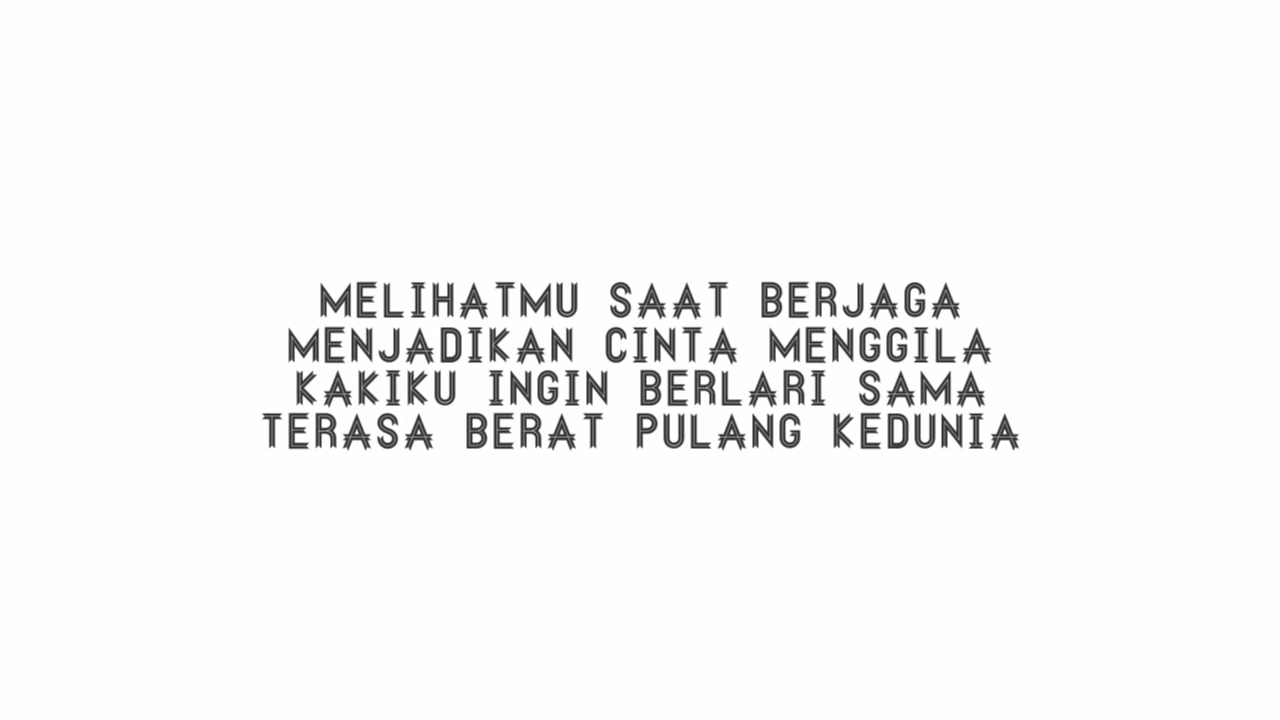 MELIHATMU SAAT BERJAGA
MENJADIKAN CINTA MENGGILA
KAKIKU INGIN BERLARI SAMA
TERASA BERAT PULANG KEDUNIA